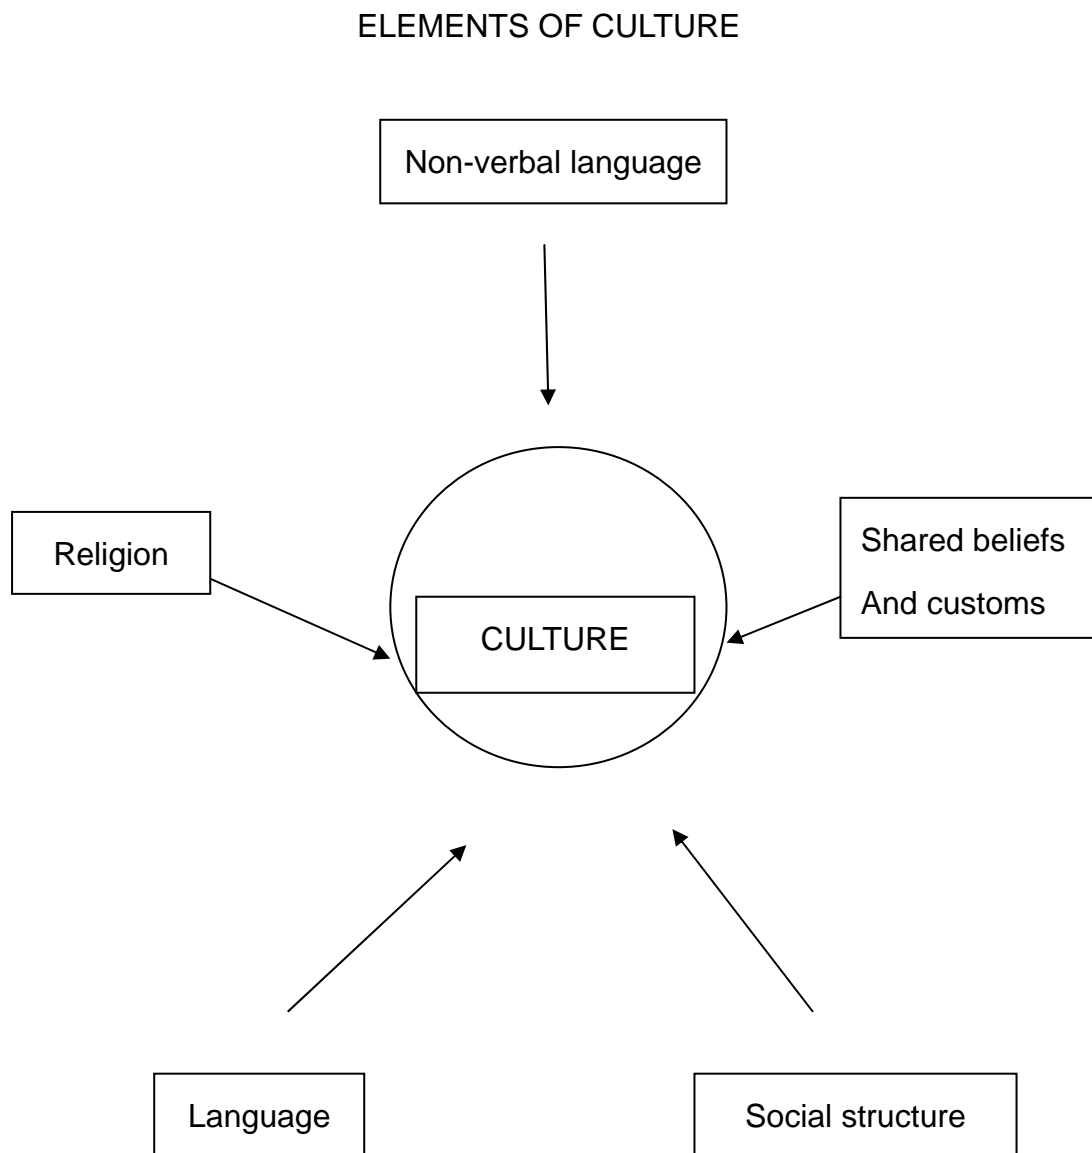 ELEMENTS OF CULTURE
Non-verbal language
Religion
Shared beliefs
And customs
CULTURE
Language
Social structure